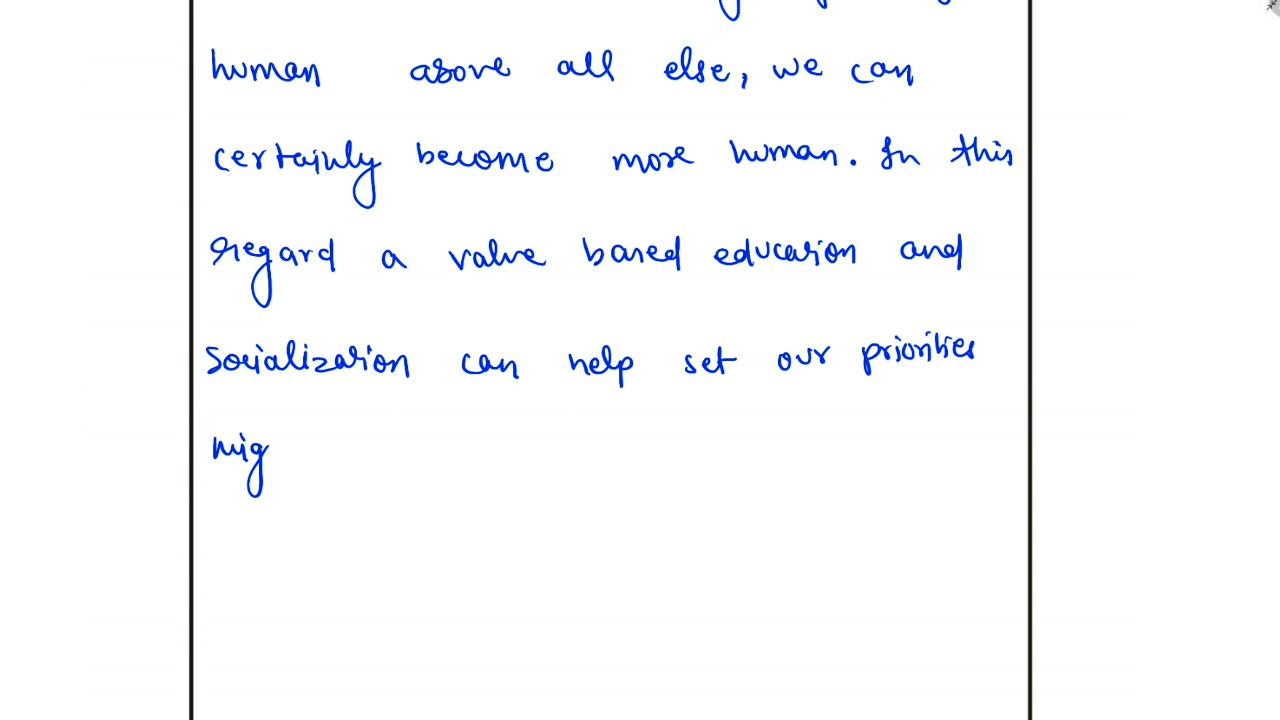 human above all else, we can
certainly become more human. In this
regard a value based education and
socialization can help set our priorities
rig